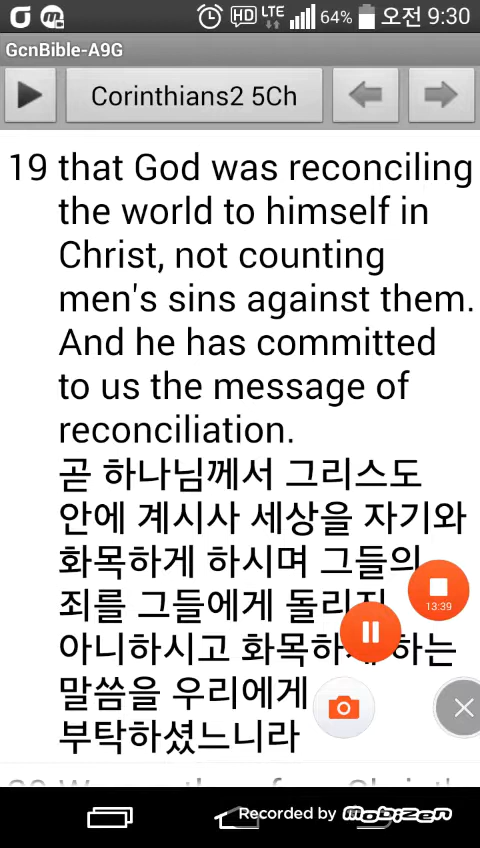 HD LTE 64% 오전 9:30
GcnBible-A9G
Corinthians2 5Ch
19 that God was reconciling
the world to himself in
Christ, not counting
men's sins against them.
And he has committed
to us the message of
reconciliation.
곧 하나님께서 그리스도
안에 계시사 세상을 자기와
화목하게 하시며 그들의
죄를 그들에게 돌리지
아니하시고 화목하게 하는
말씀을 우리에게
부탁하셨느니라
13:39
Recorded by Mobizen